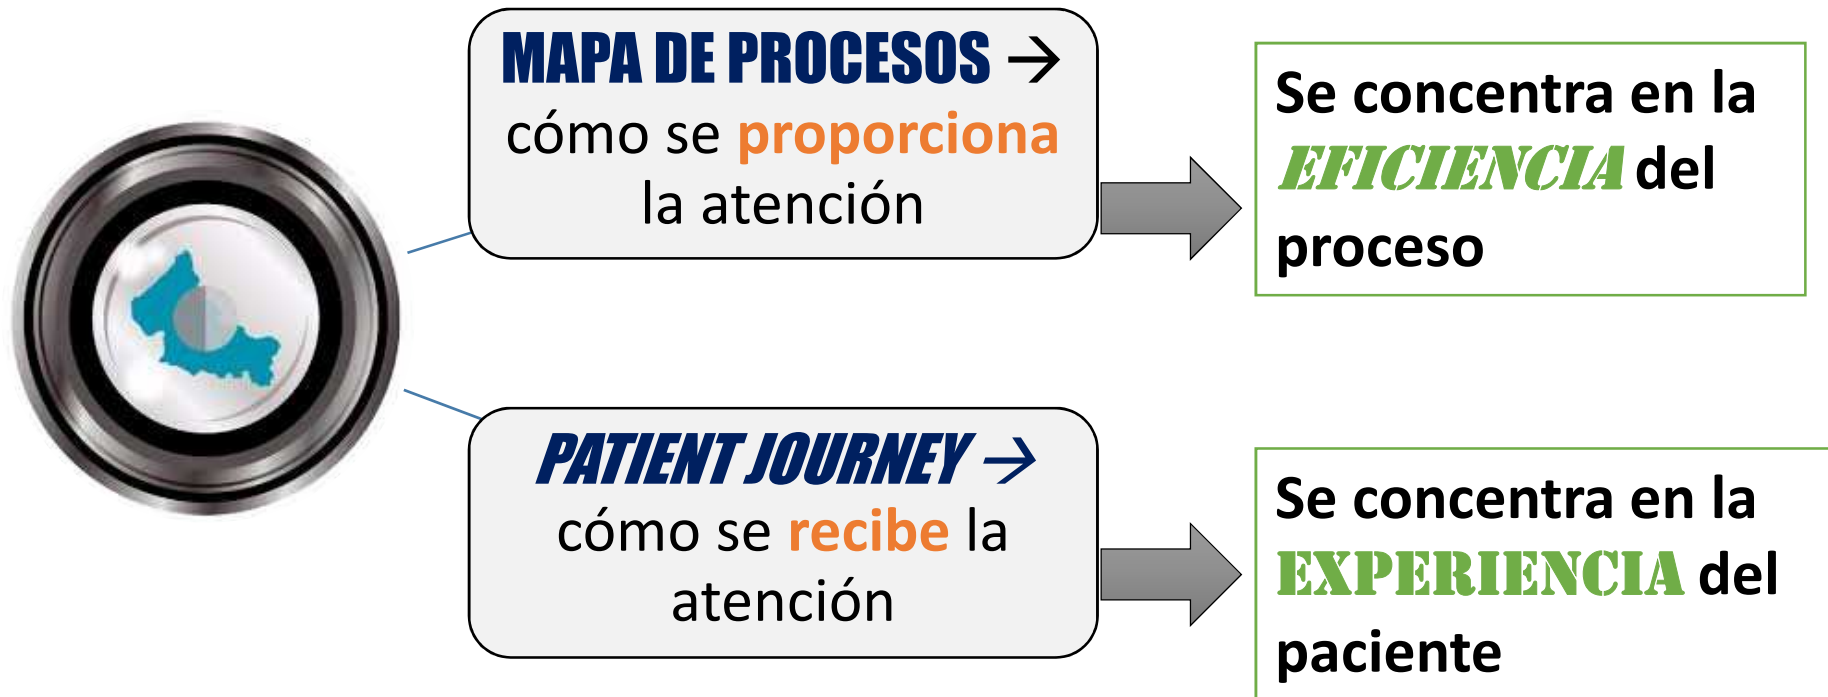 MAPA DE PROCESOS →
cómo se proporciona
la atención
Se concentra en la
EFICIENCIA del
proceso
PATIENT JOURNEY →
cómo se recibe la
atención
Se concentra en la
EXPERIENCIA del
paciente